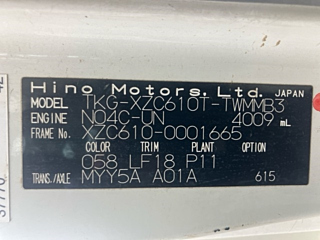 Hino Motors, Ltd. JAPAN
MODEL TKG-XZC610T-TWMMB3
ENGINE N04C-UN 4009 mL
FRAME No. XZC610-0001665
COLOR TRIM PLANT
058 LF18 P11
TRANS./AXLE MYY5A A01A 615